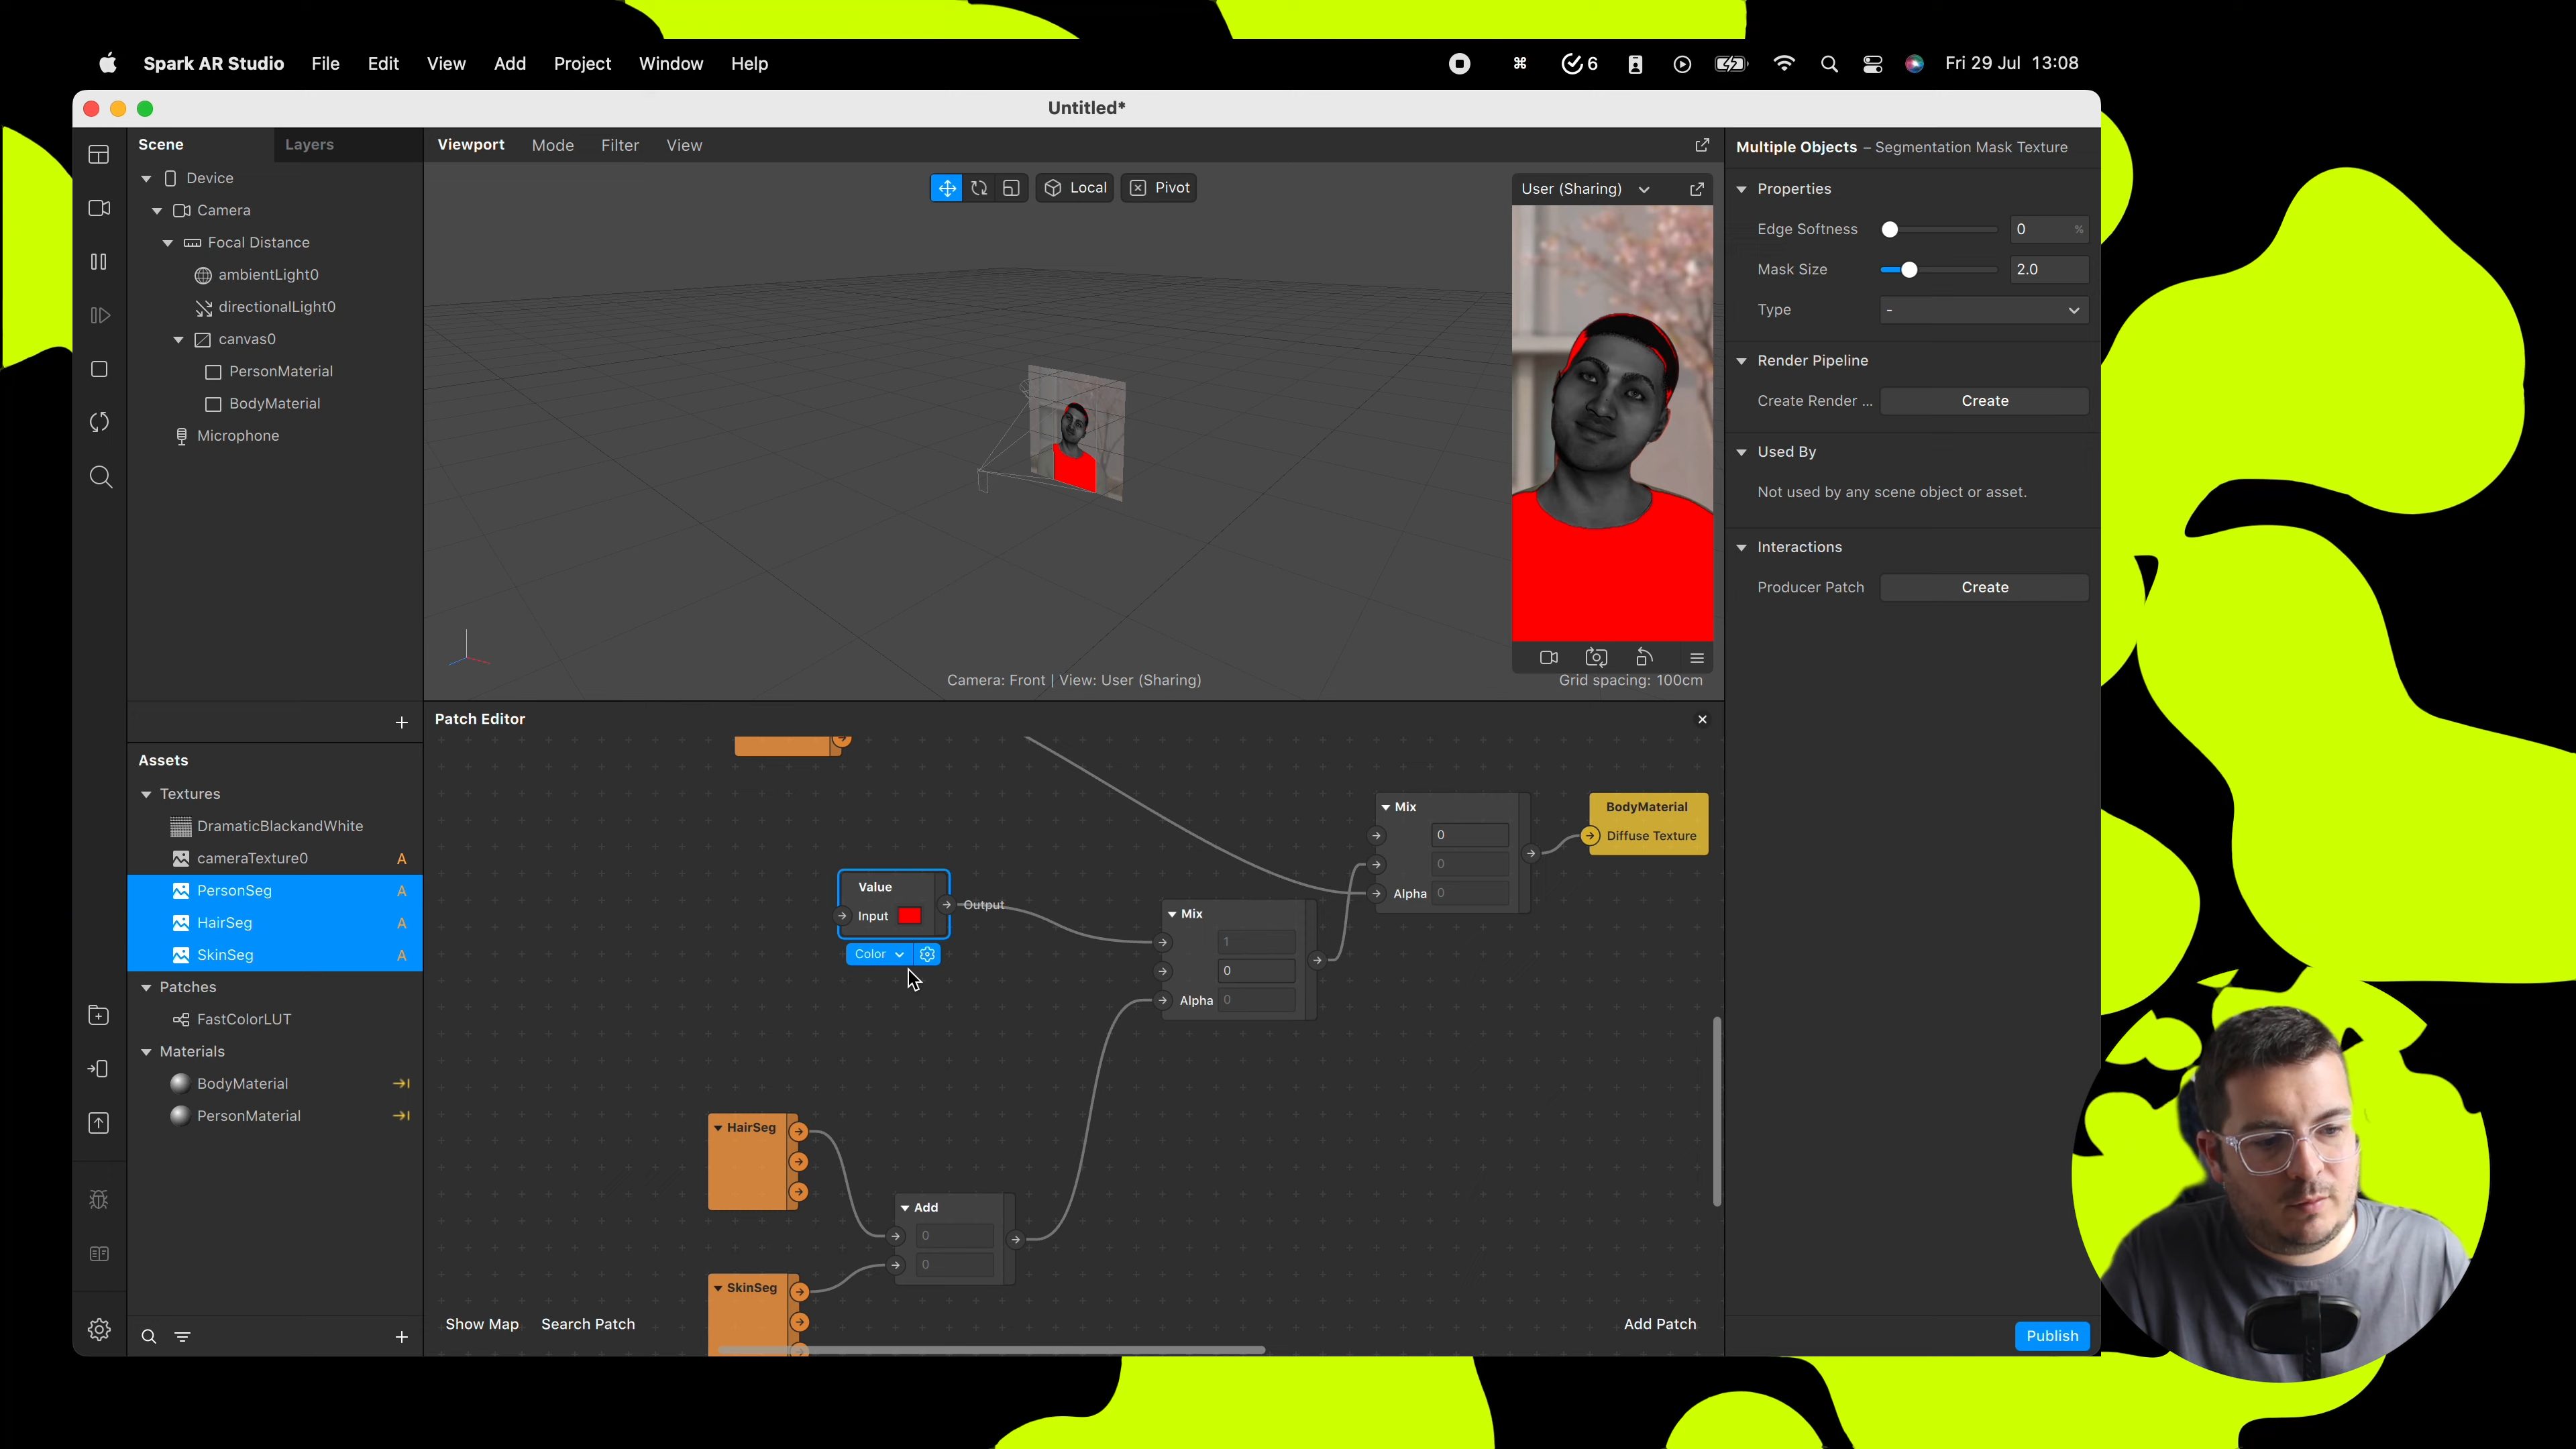 Spark AR Studio File Edit View Add Project Window Help 6 Fri 29 Jul 13:08
Untitled*
Scene Layers
Device
Camera
Focal Distance
ambientLight0
directionalLight0
canvas0
PersonMaterial
BodyMaterial
Microphone
Viewport Mode Filter View
Local Pivot
User (Sharing)
Camera: Front | View: User (Sharing)
Grid spacing: 100cm
Multiple Objects – Segmentation Mask Texture
Properties
Edge Softness 0 %
Mask Size 2.0
Type -
Render Pipeline
Create Render ... Create
Used By
Not used by any scene object or asset.
Interactions
Producer Patch Create
Publish
Assets
Textures
DramaticBlackandWhite
cameraTexture0 A
PersonSeg A
HairSeg A
SkinSeg A
Patches
FastColorLUT
Materials
BodyMaterial
PersonMaterial
Patch Editor
Value
Input
Output
Color
Mix
1
0
Alpha 0
Mix
0
0
Alpha 0
BodyMaterial
Diffuse Texture
HairSeg
Add
0
0
SkinSeg
Show Map Search Patch
Add Patch